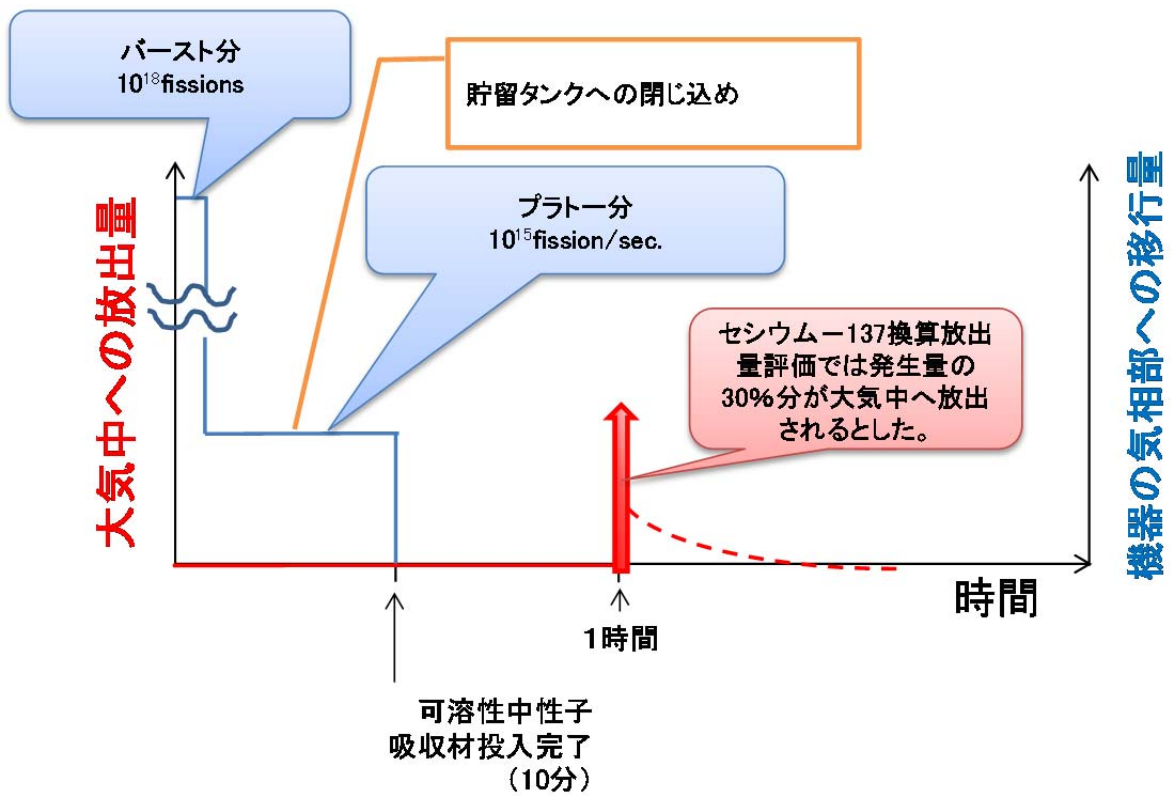 バースト分
10¹⁸fissions
貯留タンクへの閉じ込め
プラトー分
10¹⁵fission/sec.
大気中への放出量
機器の気相部への移行量
セシウムー137換算放出
量評価では発生量の
30%分が大気中へ放出
されるとした。
時間
1時間
可溶性中性子
吸収材投入完了
(10分)